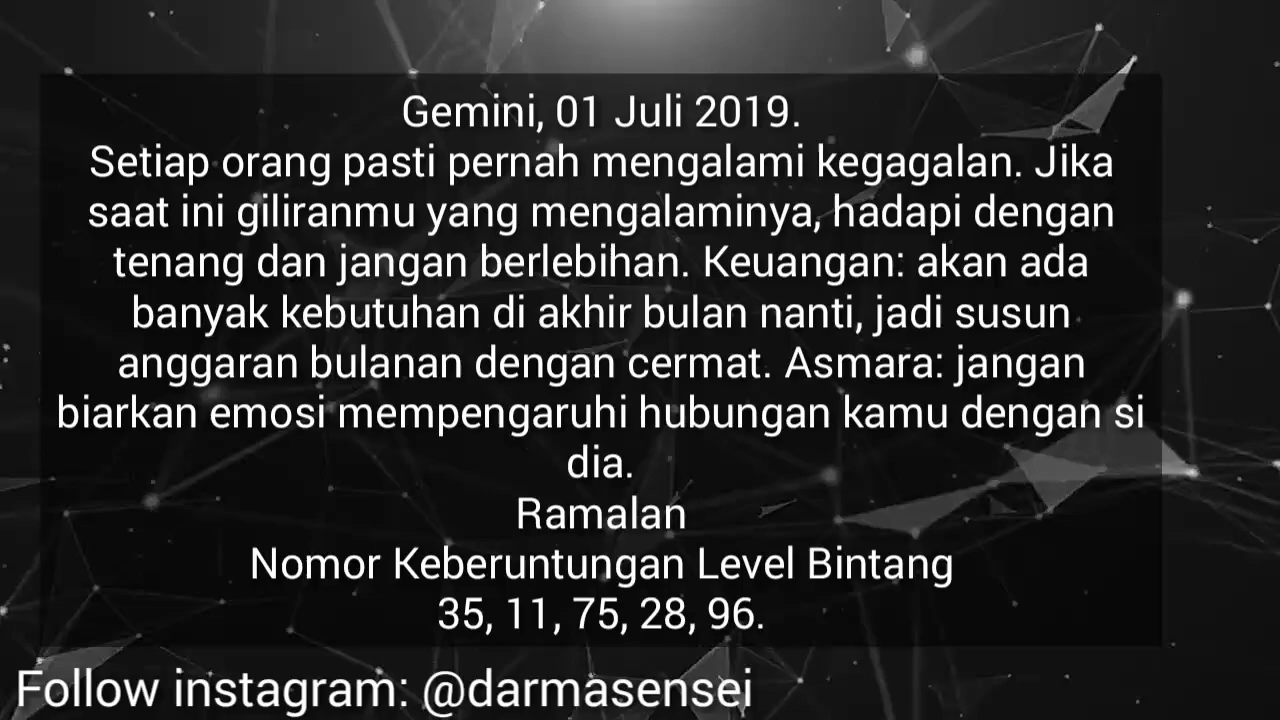 Gemini, 01 Juli 2019.
Setiap orang pasti pernah mengalami kegagalan. Jika
saat ini giliranmu yang mengalaminya, hadapi dengan
tenang dan jangan berlebihan. Keuangan: akan ada
banyak kebutuhan di akhir bulan nanti, jadi susun
anggaran bulanan dengan cermat. Asmara: jangan
biarkan emosi mempengaruhi hubungan kamu dengan si
dia.
Ramalan
Nomor Keberuntungan Level Bintang
35, 11, 75, 28, 96.
Follow instagram: @darmasensei